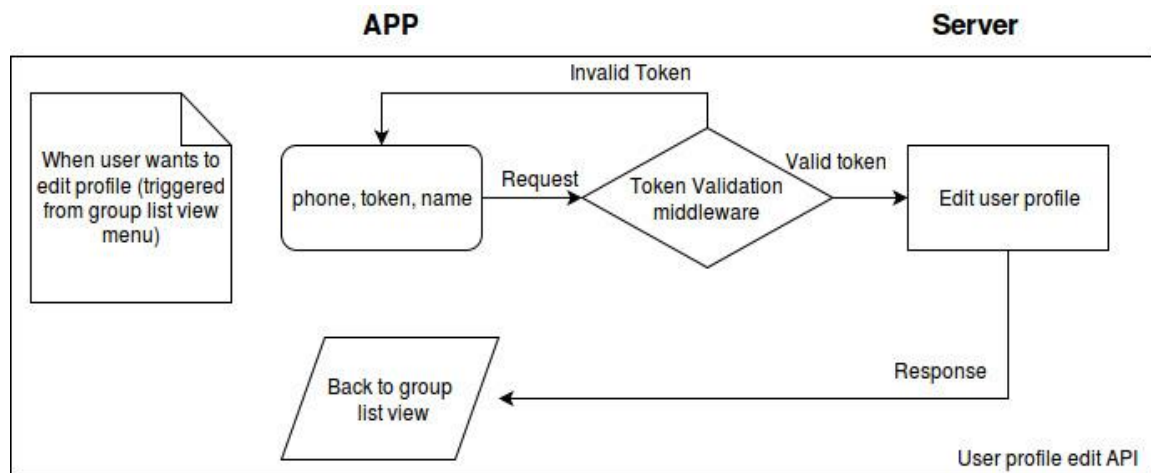 APP
Server
Invalid Token
When user wants to
edit profile (triggered
from group list view
menu)
phone, token, name
Request
Token Validation
middleware
Valid token
Edit user profile
Back to group
list view
Response
User profile edit API